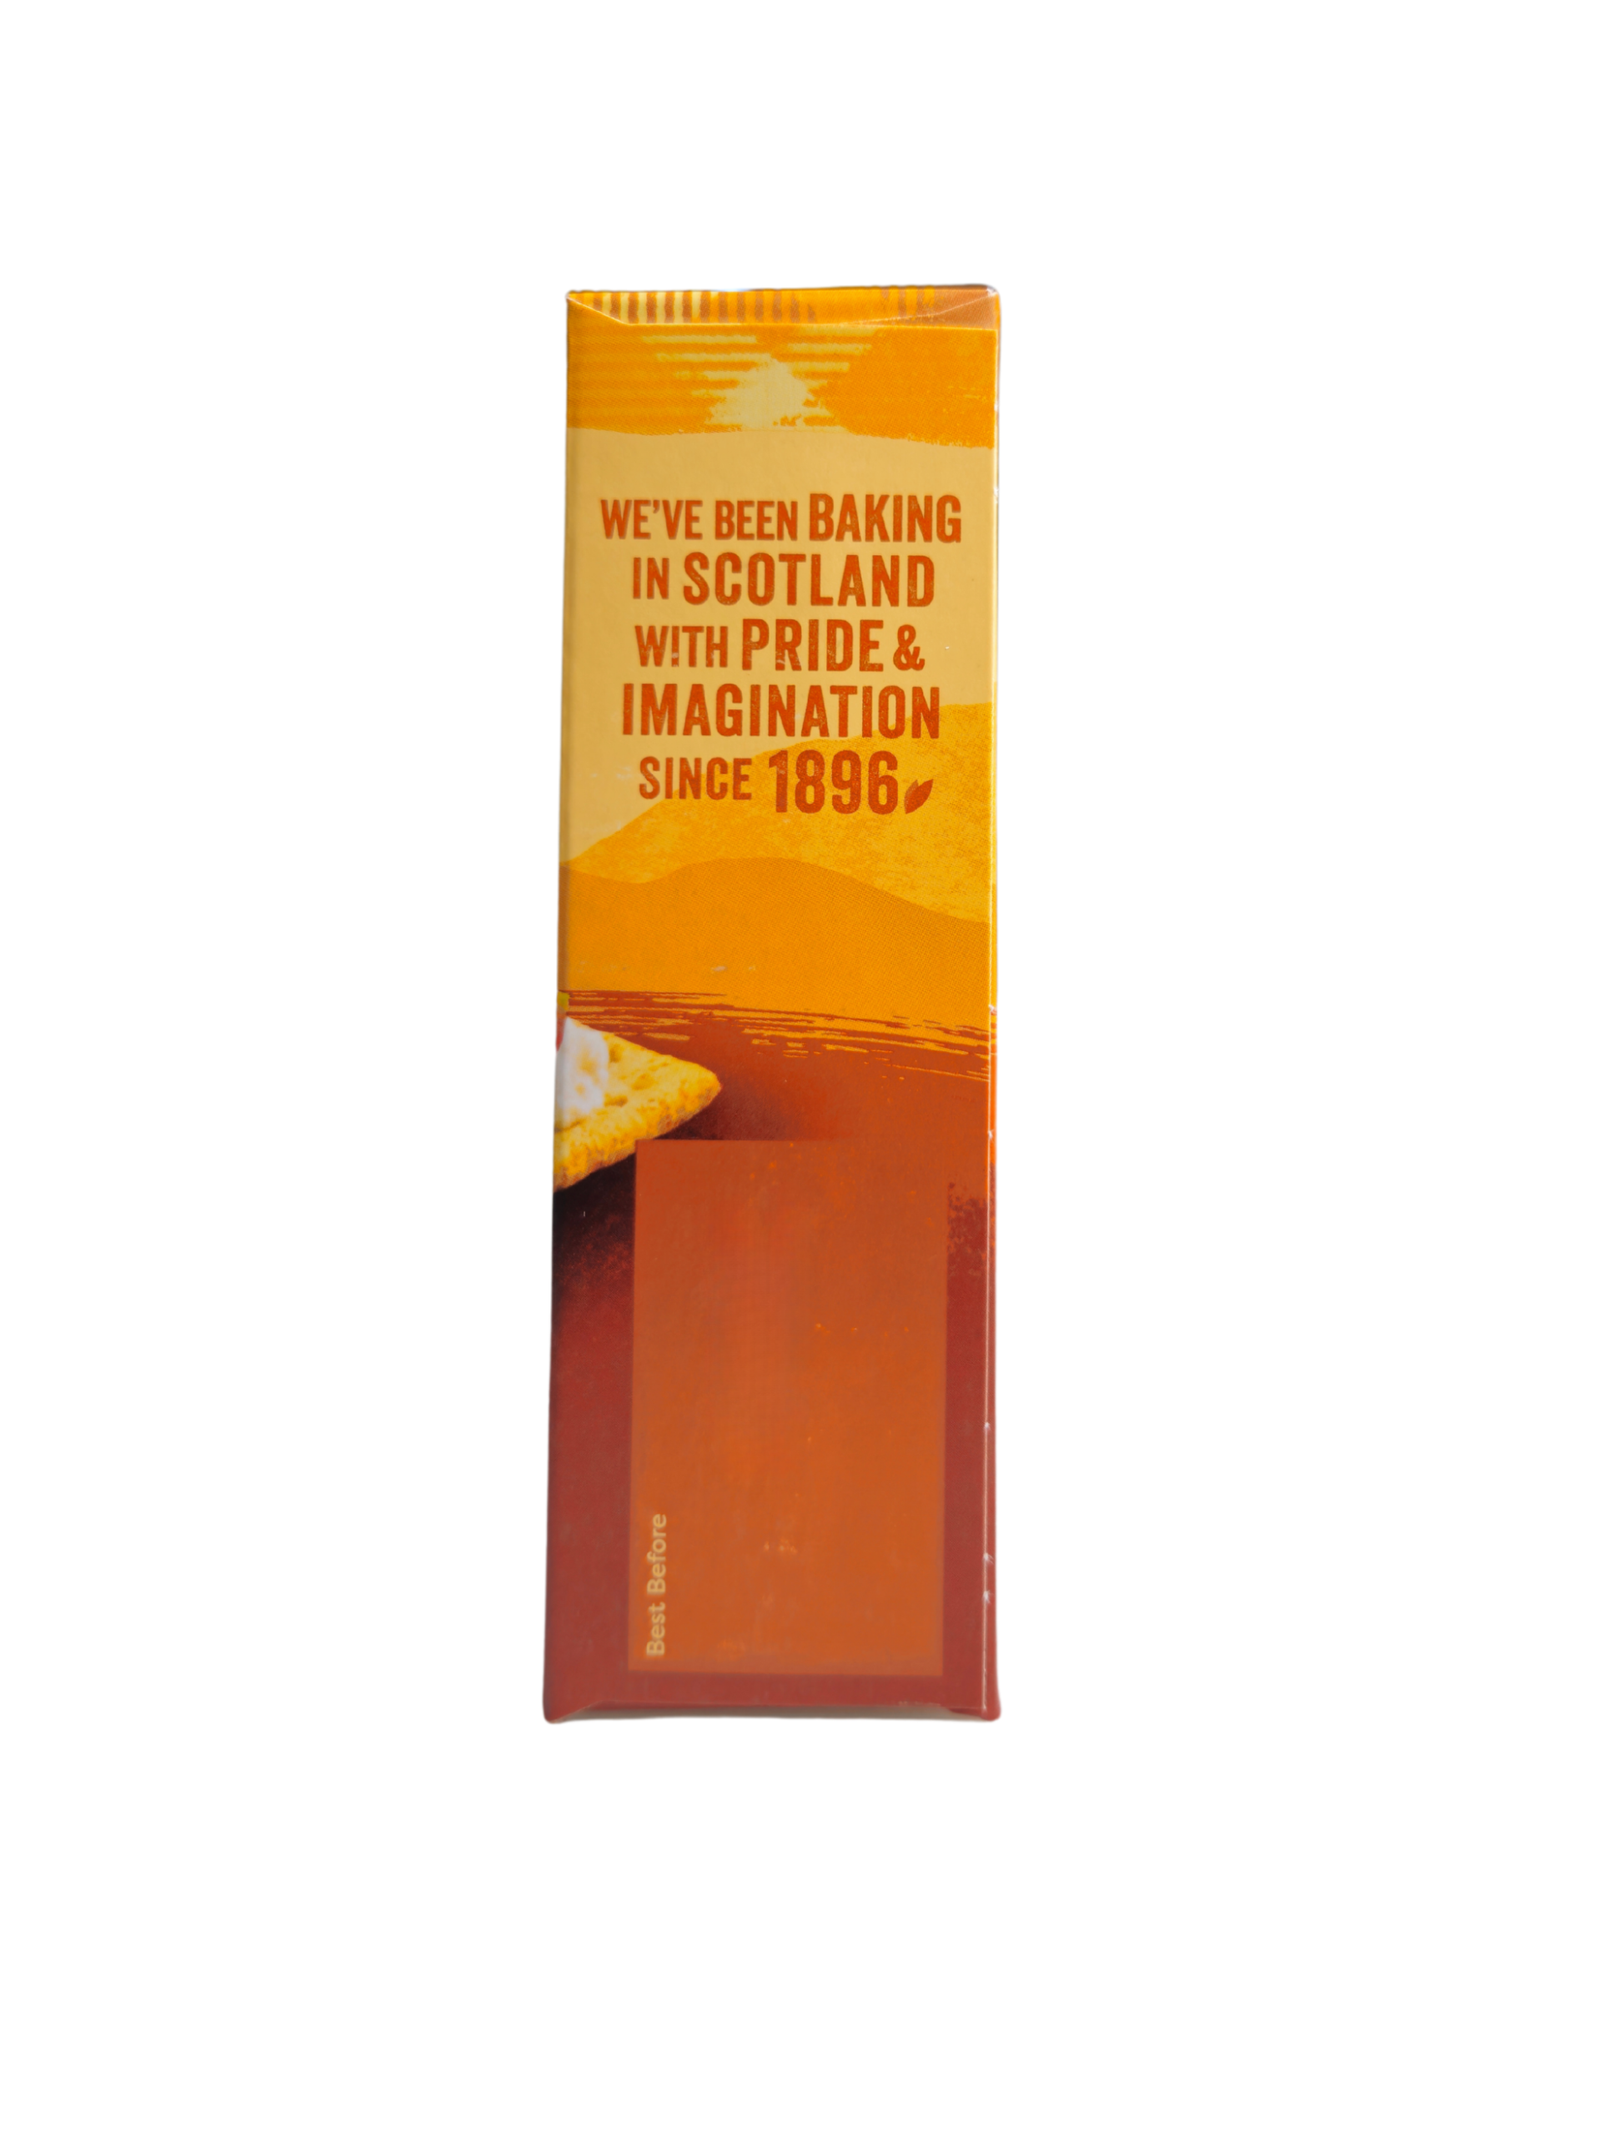 WE'VE BEEN BAKING
IN SCOTLAND
WITH PRIDE &
IMAGINATION
SINCE 1896
Best Before